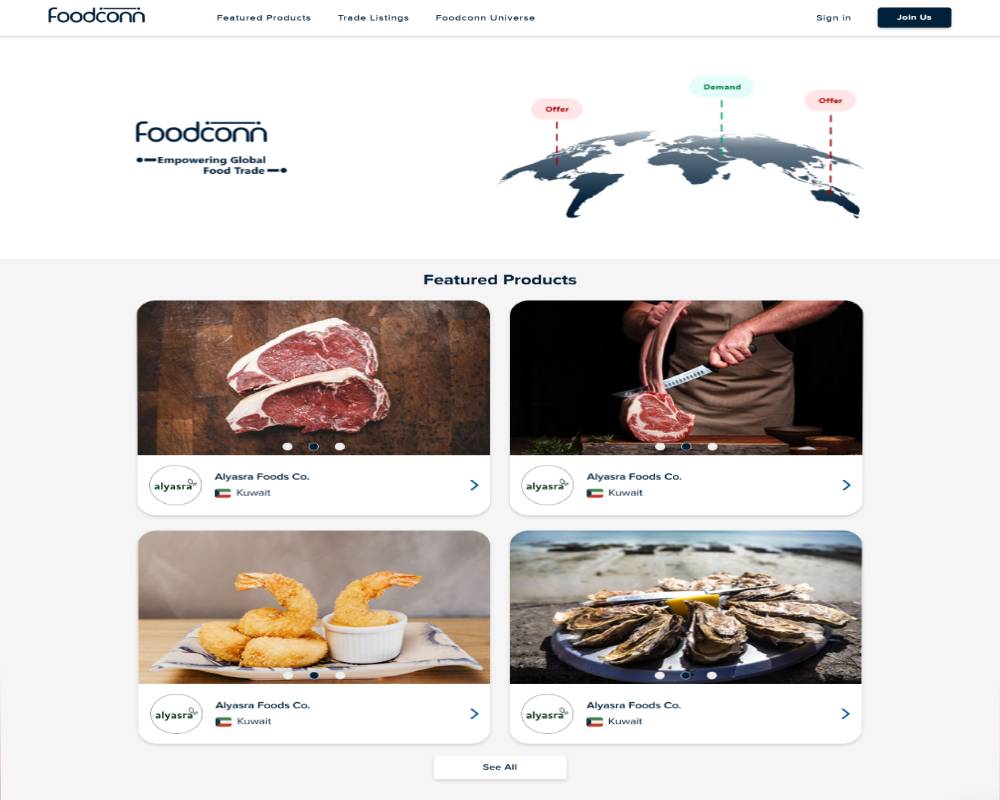 Foodconn
Featured Products
Trade Listings
Foodconn Universe
Sign in
Join Us
Foodconn
Empowering Global
Food Trade
Offer
Demand
Offer
Featured Products
alyasra
Alyasra Foods Co.
Kuwait
alyasra
Alyasra Foods Co.
Kuwait
alyasra
Alyasra Foods Co.
Kuwait
alyasra
Alyasra Foods Co.
Kuwait
See All